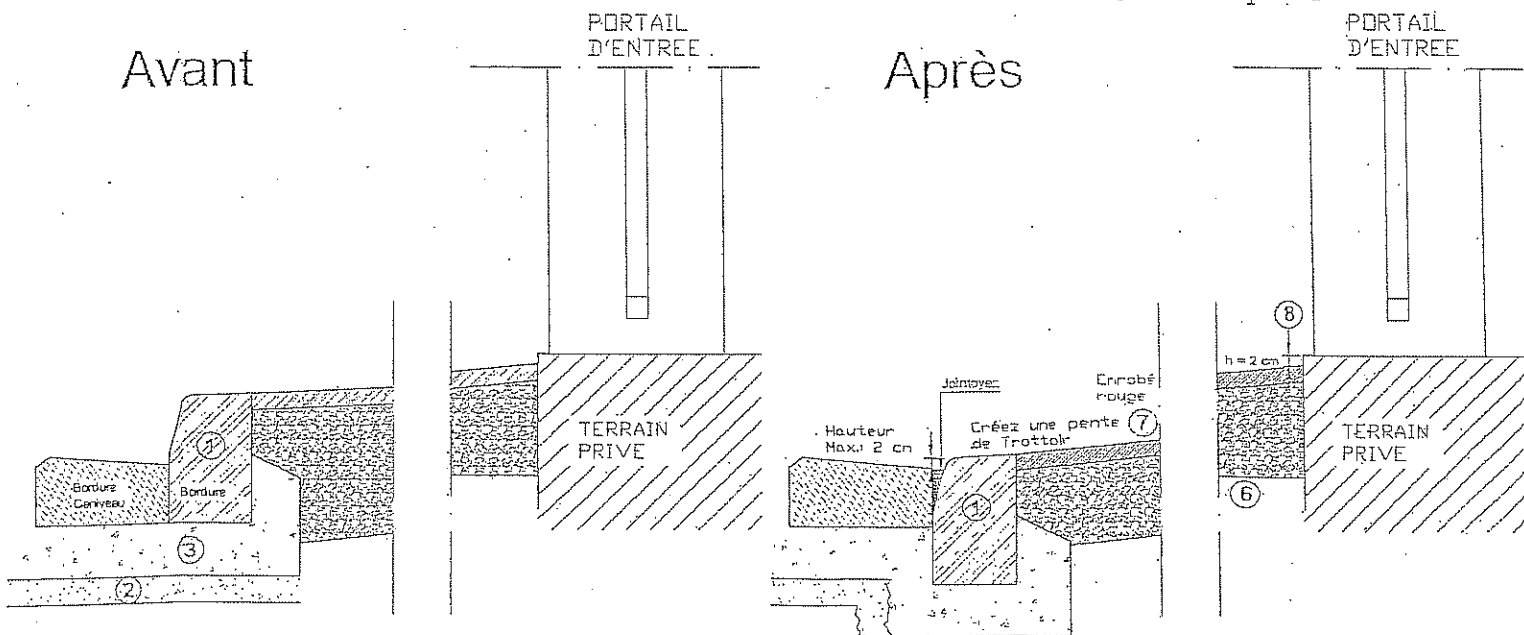 PORTAIL
D'ENTREE
Avant
1
Bordure
Caniveau
Bordure
3
2
TERRAIN
PRIVE
PORTAIL
D'ENTREE
Après
8
h = 2 cm
Jointoyer
Enrobé
rouge
Hauteur
Max. 2 cm
Créez une pente
de Trottoir
7
1
TERRAIN
PRIVE
6